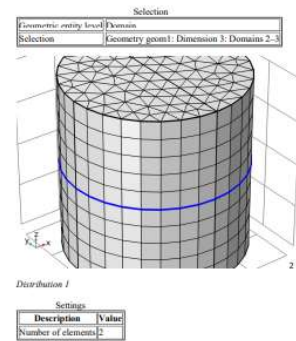 Selection
Geometric entity level Domain
Selection Geometry geom1: Dimension 3: Domains 2–3
z
y x
2
Distribution 1
Settings
Description Value
Number of elements 2